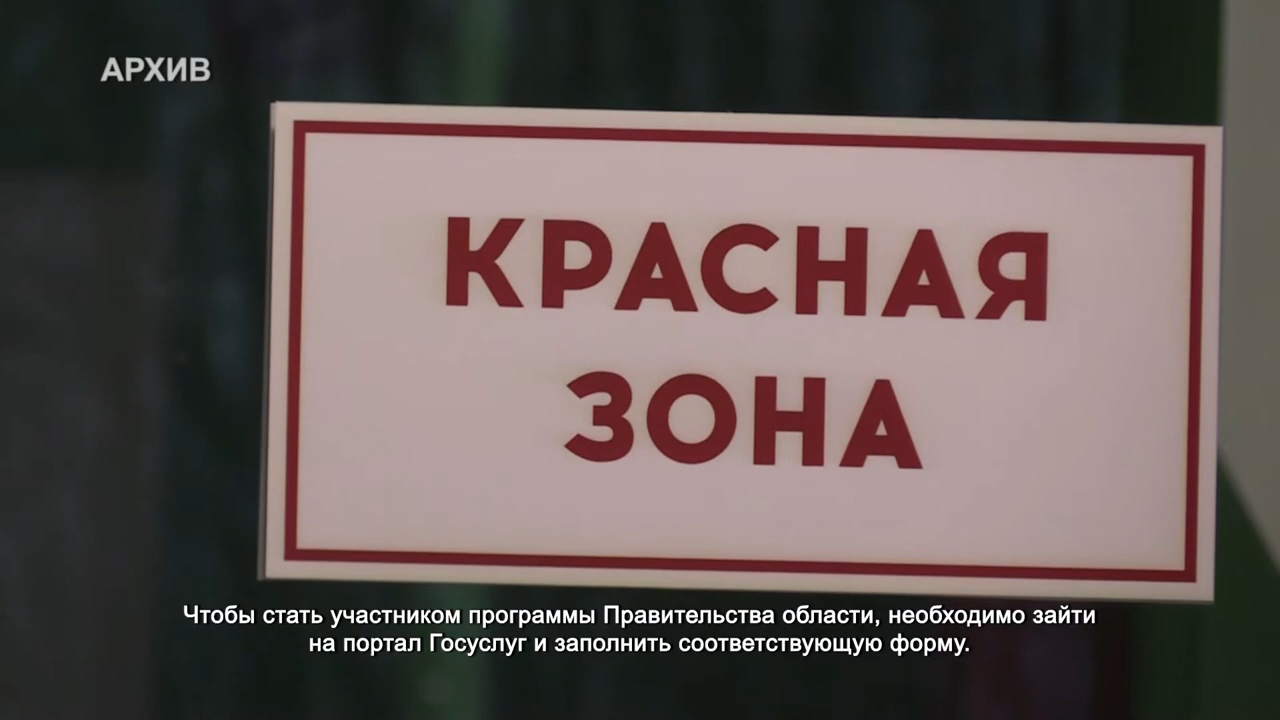 АРХИВ
КРАСНАЯ
ЗОНА
Чтобы стать участником программы Правительства области, необходимо зайти
на портал Госуслуг и заполнить соответствующую форму.